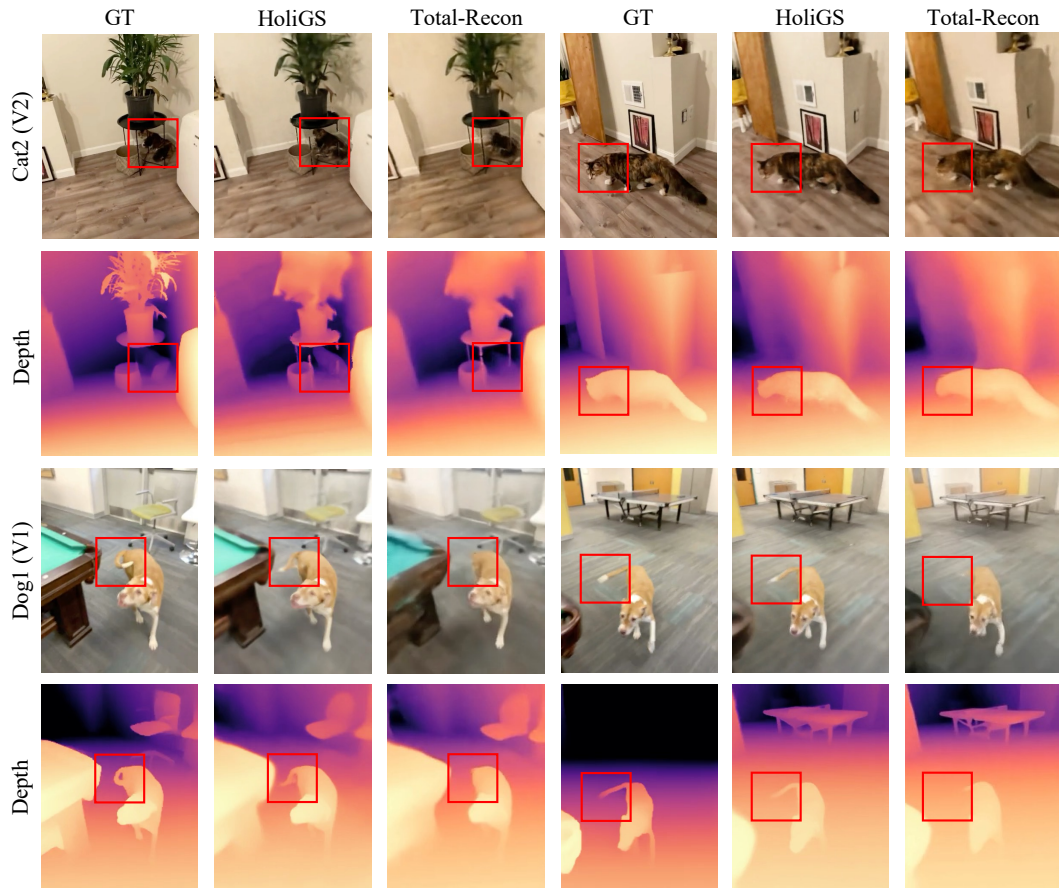 GT HoliGS Total-Recon GT HoliGS Total-Recon
Cat2 (V2)
Depth
Dog1 (V1)
Depth